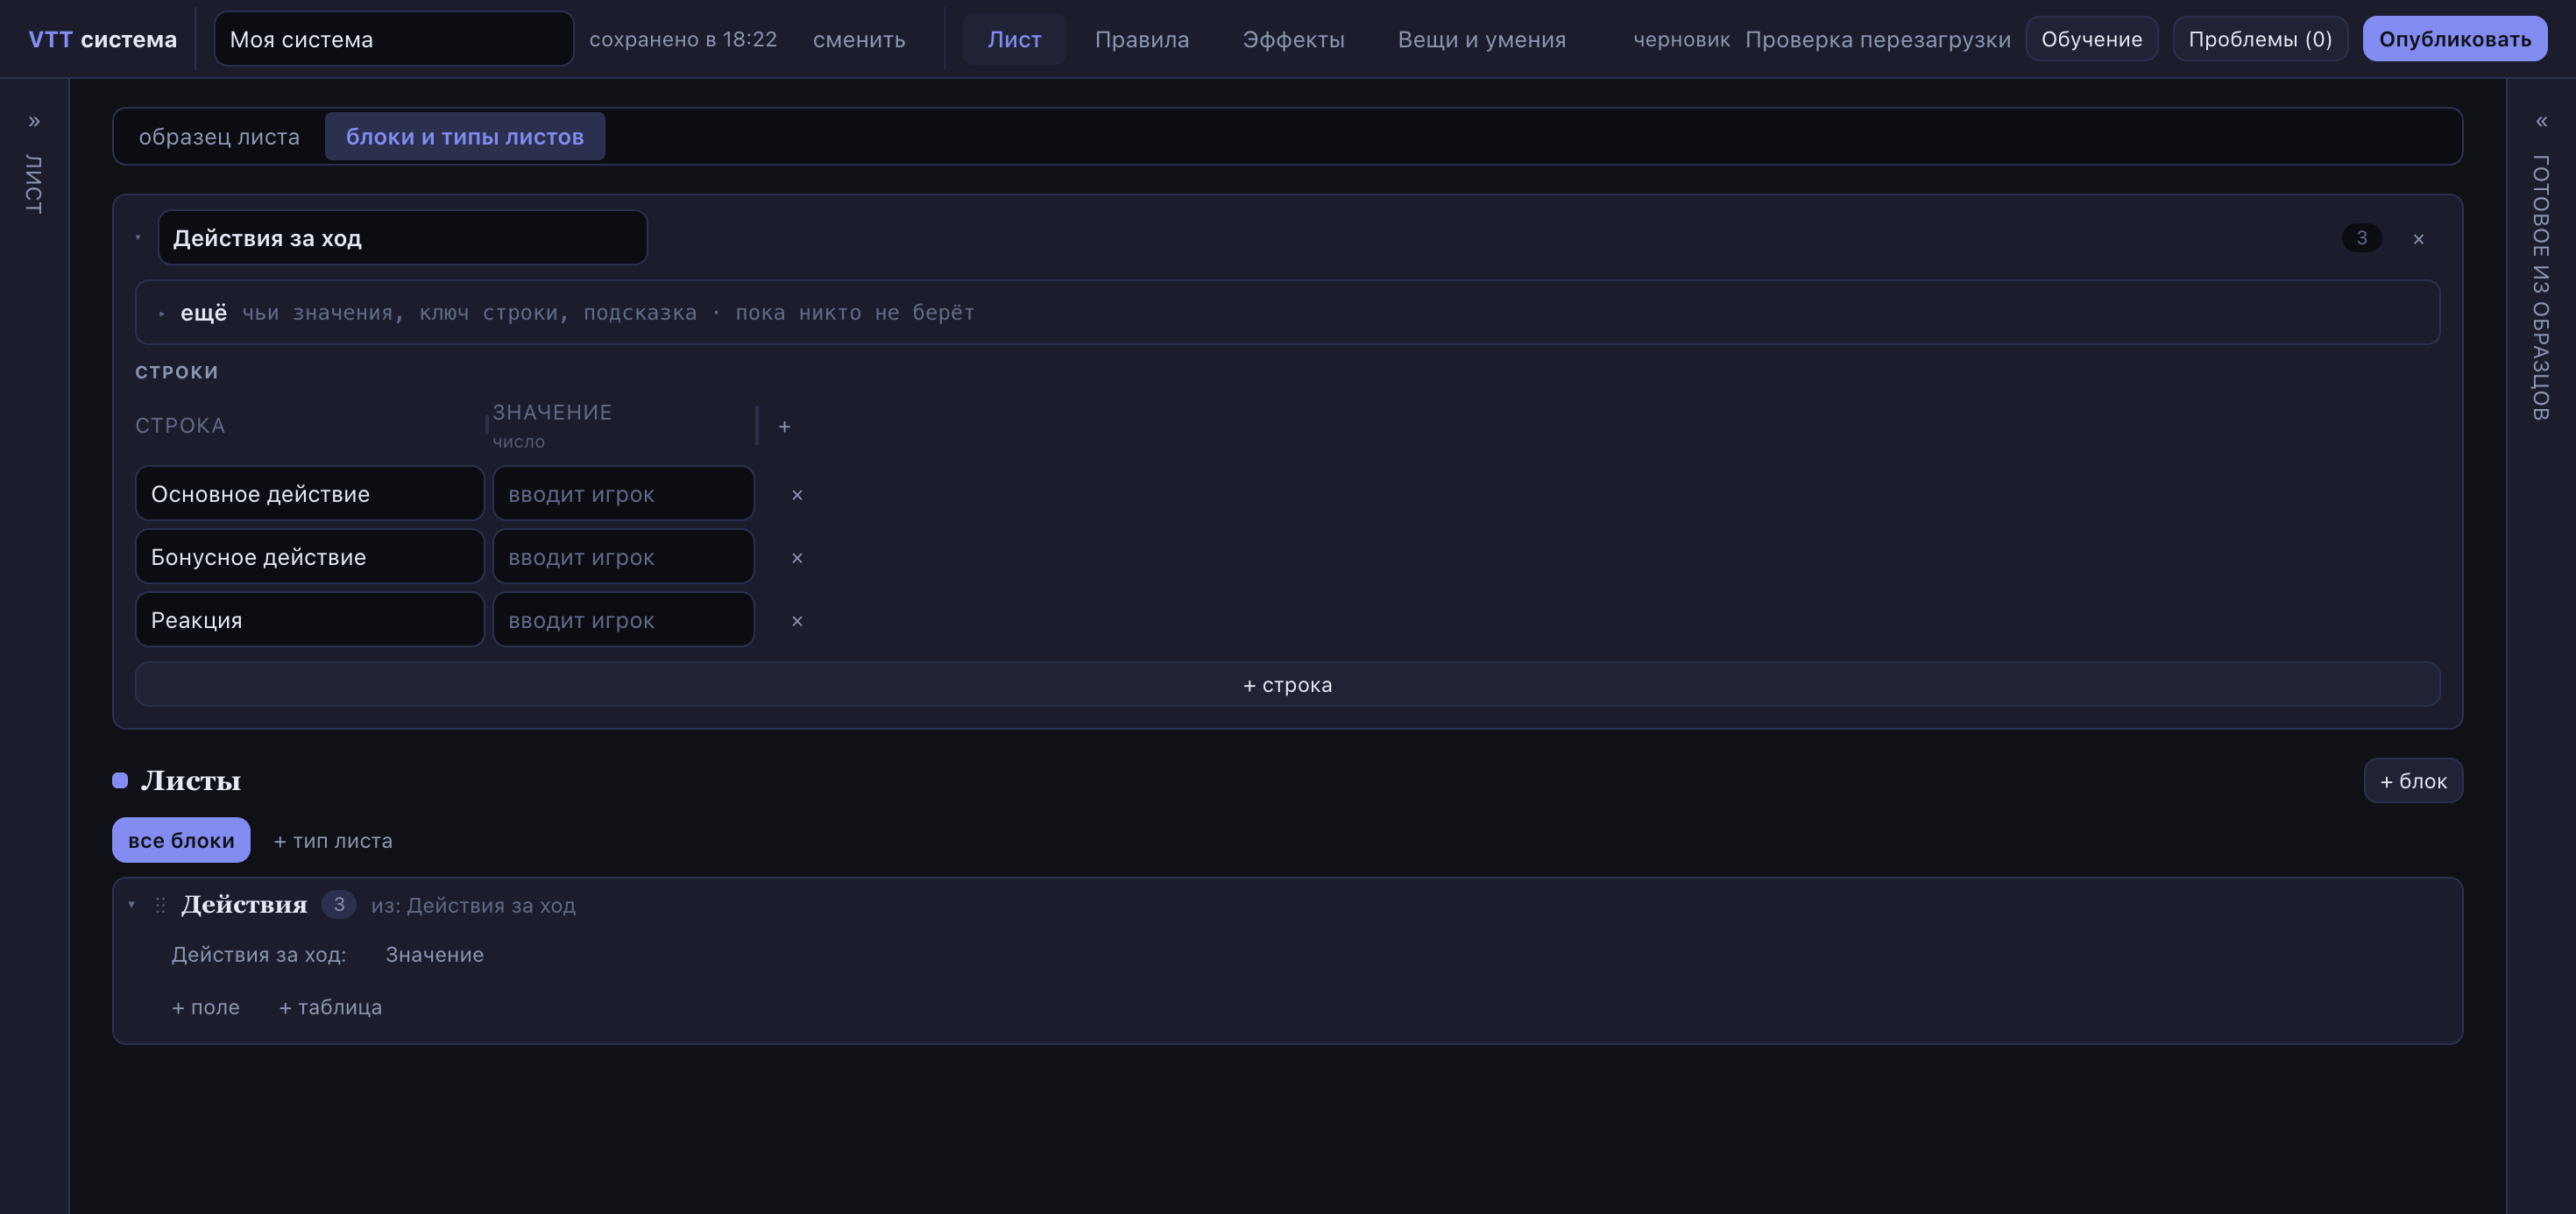 VTT система
Моя система
сохранено в 18:22
сменить
Лист
Правила
Эффекты
Вещи и умения
черновик
Проверка перезагрузки
Обучение
Проблемы (0)
Опубликовать
»
ЛИСТ
образец листа
блоки и типы листов
«
ГОТОВОЕ ИЗ ОБРАЗЦОВ
▾ Действия за ход 3 ×
▸ ещё чьи значения, ключ строки, подсказка · пока никто не берёт
СТРОКИ
СТРОКА
ЗНАЧЕНИЕ
число
+
Основное действие вводит игрок ×
Бонусное действие вводит игрок ×
Реакция вводит игрок ×
+ строка
Листы
+ блок
все блоки
+ тип листа
▾ Действия 3 из: Действия за ход
Действия за ход: Значение
+ поле + таблица